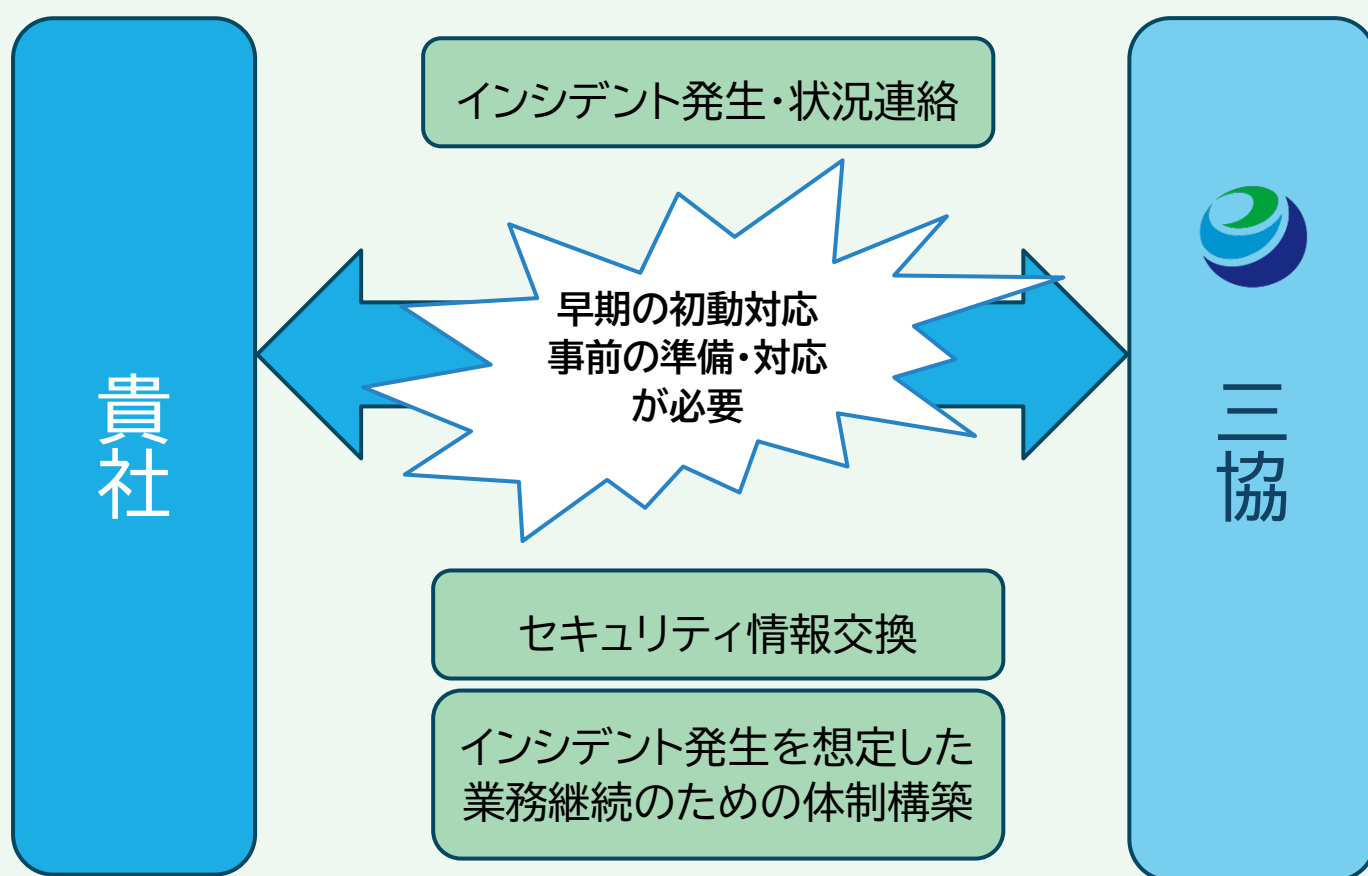 インシデント発生・状況連絡
早期の初動対応
事前の準備・対応
が必要
貴社
三協
セキュリティ情報交換
インシデント発生を想定した
業務継続のための体制構築